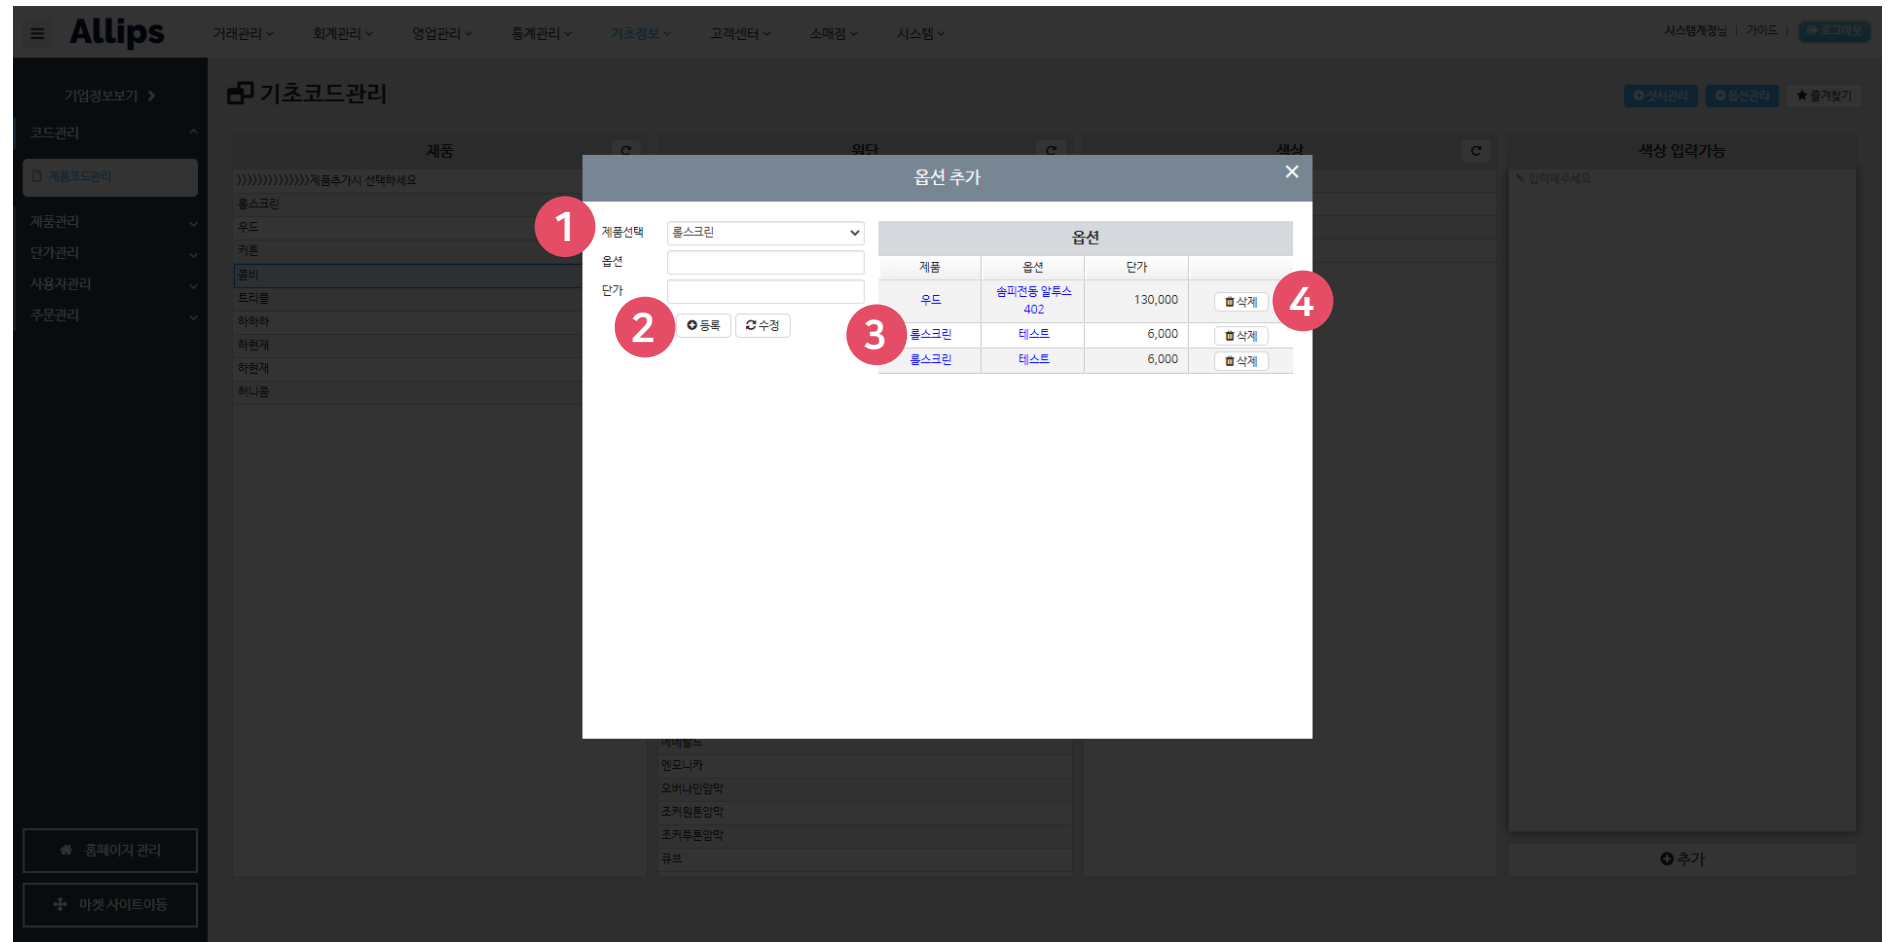 Allips
거래관리 회계관리 영업관리 통계관리 기초정보 고객센터 소매점 시스템
시스템계정님 | 가이드 | 로그아웃
기업정보보기
코드관리
제품코드관리
제품관리
단가관리
사용자관리
주문관리
홈페이지 관리
마켓 사이트이동
기초코드관리
샷시관리 옵션관리 즐겨찾기
제품
))))))))))))))제품추가시 선택하세요
롤스크린
우드
커튼
콤비
트리플
하하하
하현재
하현재
허니콤
원단
엔모니카
오버나인암막
조커원톤암막
조커투톤암막
큐브
색상
색상 입력가능
입력해주세요.
추가
옵션 추가
1
제품선택 롤스크린
옵션
단가
2
등록 수정
옵션
제품 옵션 단가
우드 송피전동 알투스 402 130,000 삭제
4
3
롤스크린 테스트 6,000 삭제
롤스크린 테스트 6,000 삭제